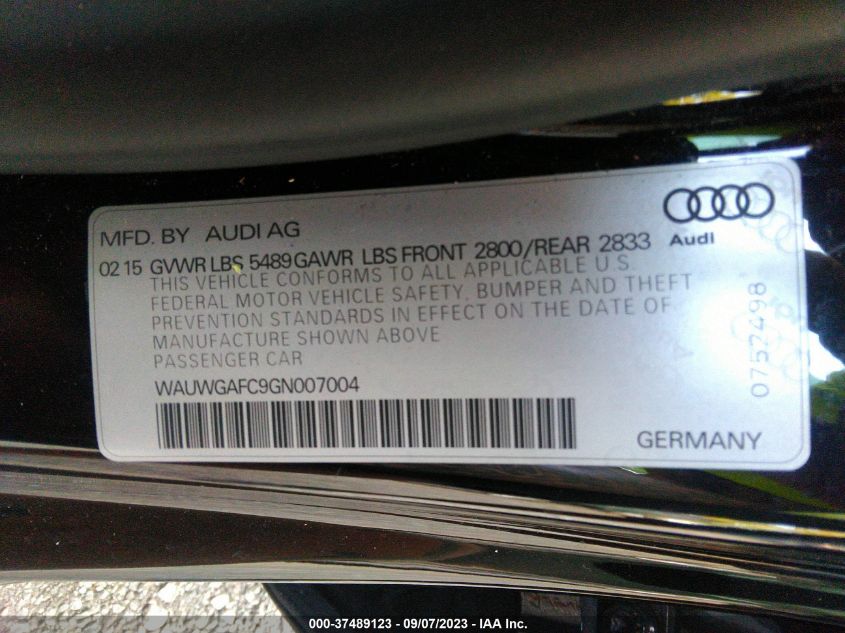 MFD. BY AUDI AG
Audi
02 15 GVWR LBS 5489 GAWR LBS FRONT 2800/REAR 2833
THIS VEHICLE CONFORMS TO ALL APPLICABLE U.S.
FEDERAL MOTOR VEHICLE SAFETY, BUMPER AND THEFT
PREVENTION STANDARDS IN EFFECT ON THE DATE OF
MANUFACTURE SHOWN ABOVE
PASSENGER CAR
WAUWGAFC9GN007004
0752498
GERMANY
000-37489123 - 09/07/2023 - IAA Inc.